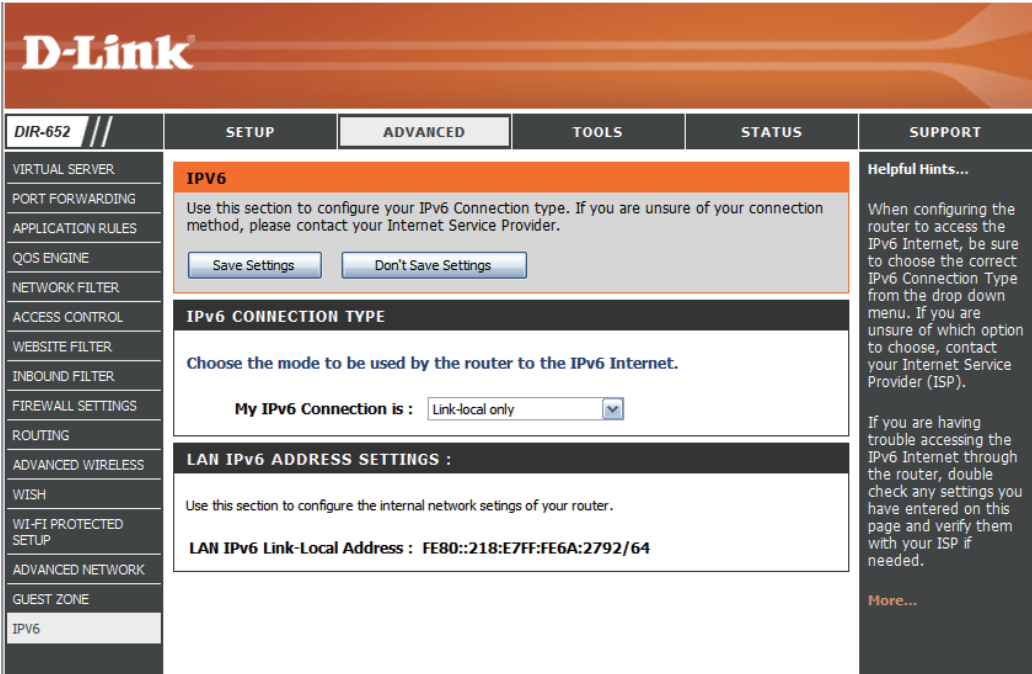 D-Link®
DIR-652
SETUP
ADVANCED
TOOLS
STATUS
SUPPORT
VIRTUAL SERVER
PORT FORWARDING
APPLICATION RULES
QOS ENGINE
NETWORK FILTER
ACCESS CONTROL
WEBSITE FILTER
INBOUND FILTER
FIREWALL SETTINGS
ROUTING
ADVANCED WIRELESS
WISH
WI-FI PROTECTED
SETUP
ADVANCED NETWORK
GUEST ZONE
IPV6
IPV6
Use this section to configure your IPv6 Connection type. If you are unsure of your connection
method, please contact your Internet Service Provider.
Save Settings
Don't Save Settings
IPv6 CONNECTION TYPE
Choose the mode to be used by the router to the IPv6 Internet.
My IPv6 Connection is : Link-local only
LAN IPv6 ADDRESS SETTINGS :
Use this section to configure the internal network setings of your router.
LAN IPv6 Link-Local Address : FE80::218:E7FF:FE6A:2792/64
Helpful Hints...
When configuring the
router to access the
IPv6 Internet, be sure
to choose the correct
IPv6 Connection Type
from the drop down
menu. If you are
unsure of which option
to choose, contact
your Internet Service
Provider (ISP).
If you are having
trouble accessing the
IPv6 Internet through
the router, double
check any settings you
have entered on this
page and verify them
with your ISP if
needed.
More...